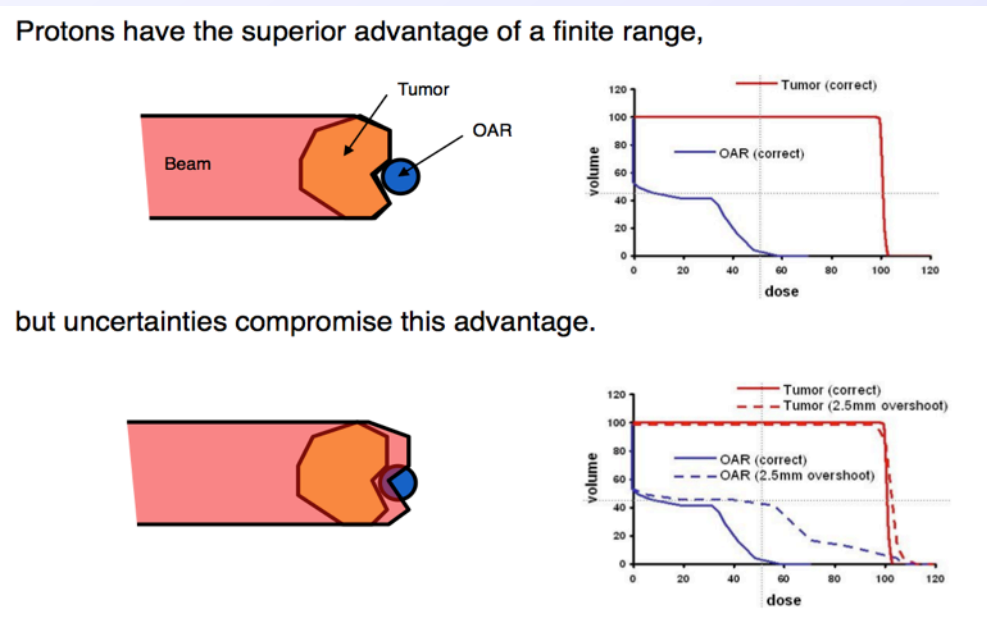 Protons have the superior advantage of a finite range,
Tumor
OAR
Beam
Tumor (correct)
OAR (correct)
volume
120
100
80
60
40
20
0
0 20 40 60 80 100 120
dose
but uncertainties compromise this advantage.
Tumor (correct)
Tumor (2.5mm overshoot)
OAR (correct)
OAR (2.5mm overshoot)
volume
120
100
80
60
40
20
0
0 20 40 60 80 100 120
dose